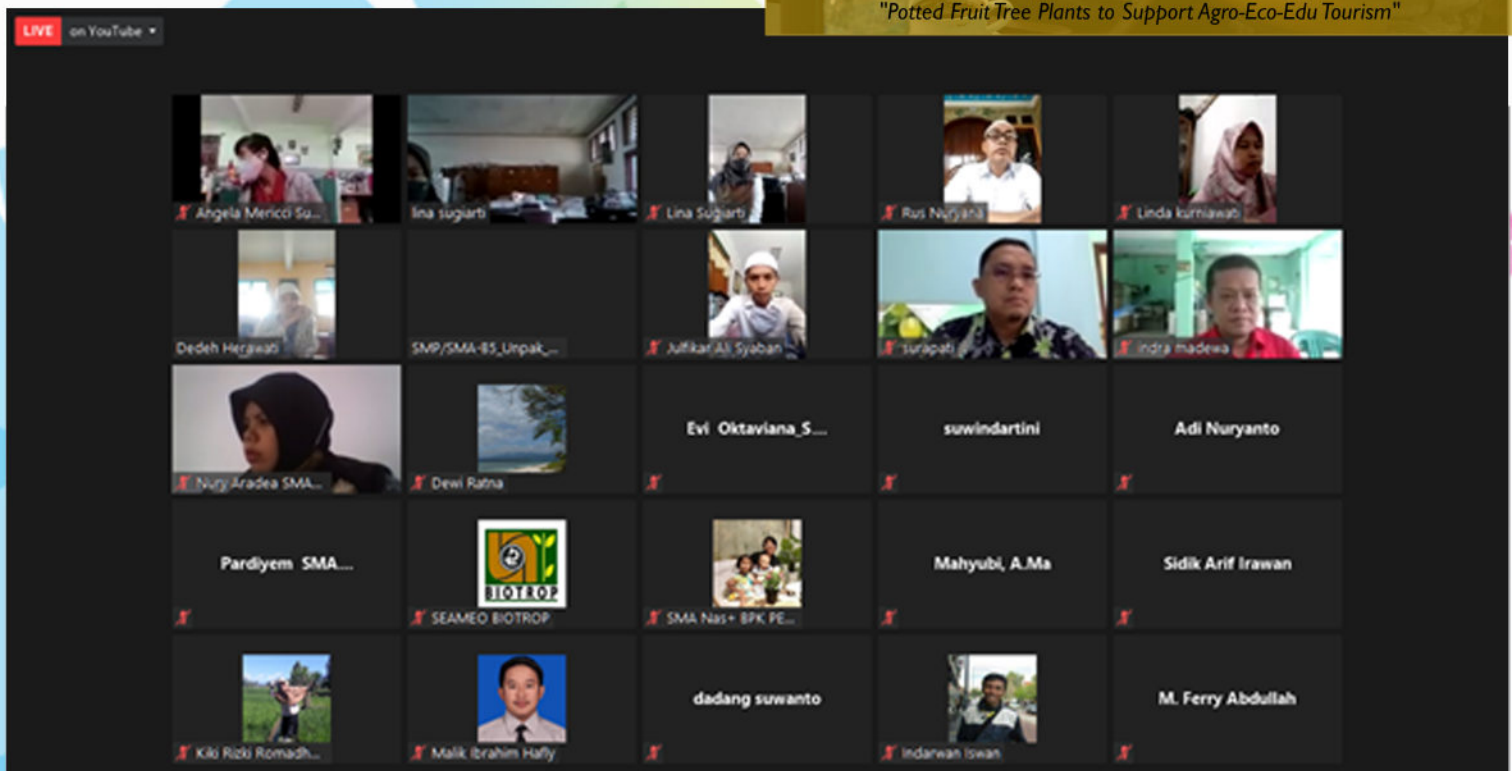 "Potted Fruit Tree Plants to Support Agro-Eco-Edu Tourism"
LIVE on YouTube
Angela Mericci Su...
lina sugiarti
Lina Sugiarti
Rus Nuryana
Linda kurniawati
Dedeh Herawati
SMP/SMA-BS_Unpak_...
Julfikar Ali Syaban
surapati
indra madewa
Nury Aradea SMA...
Dewi Ratna
Evi Oktaviana_S....
suwindartini
Adi Nuryanto
Pardiyem SMA....
BIOTROP
SEAMEO BIOTROP
SMA Nas+ BPK PE...
Mahyubi, A.Ma
Sidik Arif Irawan
Kiki Rizki Romadh...
Malik Ibrahim Hafly
dadang suwanto
Indarwan Iswan
M. Ferry Abdullah